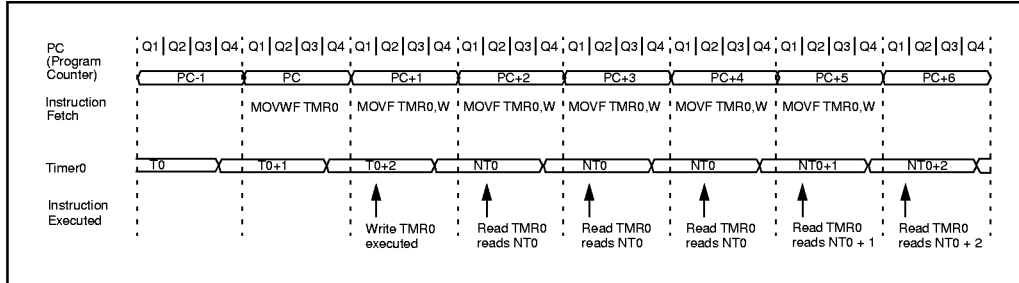 PC
(Program
Counter)
Q1 Q2 Q3 Q4 Q1 Q2 Q3 Q4 Q1 Q2 Q3 Q4 Q1 Q2 Q3 Q4 Q1 Q2 Q3 Q4 Q1 Q2 Q3 Q4 Q1 Q2 Q3 Q4 Q1 Q2 Q3 Q4
PC-1 PC PC+1 PC+2 PC+3 PC+4 PC+5 PC+6
Instruction
Fetch
MOVWF TMR0 MOVF TMR0,W MOVF TMR0,W MOVF TMR0,W MOVF TMR0,W MOVF TMR0,W
Timer0
T0 T0+1 T0+2 NT0 NT0 NT0 NT0+1 NT0+2
Instruction
Executed
Write TMR0
executed
Read TMR0
reads NT0
Read TMR0
reads NT0
Read TMR0
reads NT0
Read TMR0
reads NT0 + 1
Read TMR0
reads NT0 + 2